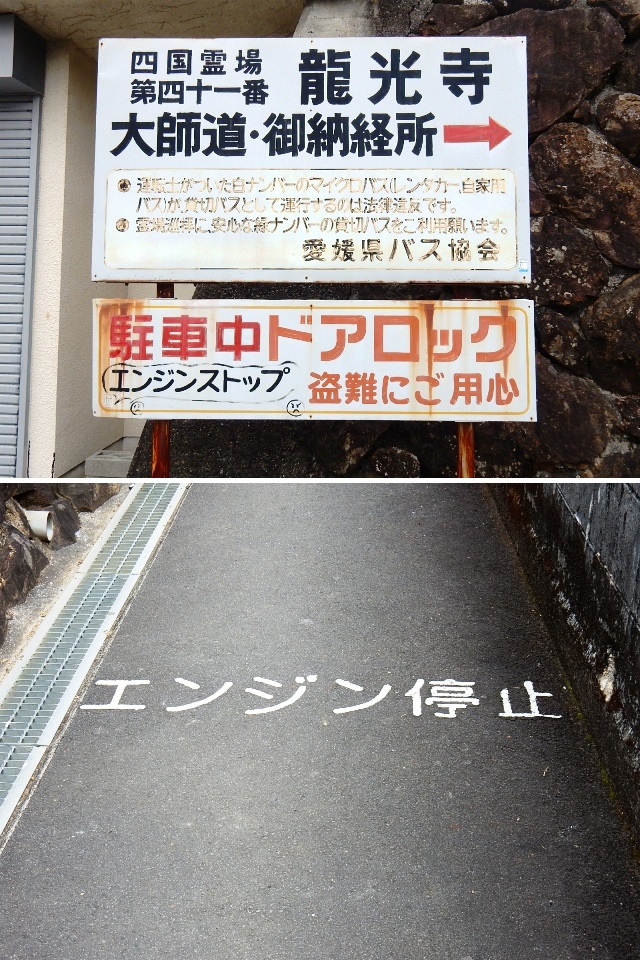 四国霊場
第四十一番
龍光寺
大師道・御納経所
運転士がついた白ナンバーのマイクロバス(レンタカー、自家用
バス)が、貸切バスとして運行するのは法律違反です。
霊場巡拝に、安心な緑ナンバーの貸切バスをご利用願います。
愛媛県バス協会
駐車中ドアロック
エンジンストップ
盗難にご用心
エンジン停止